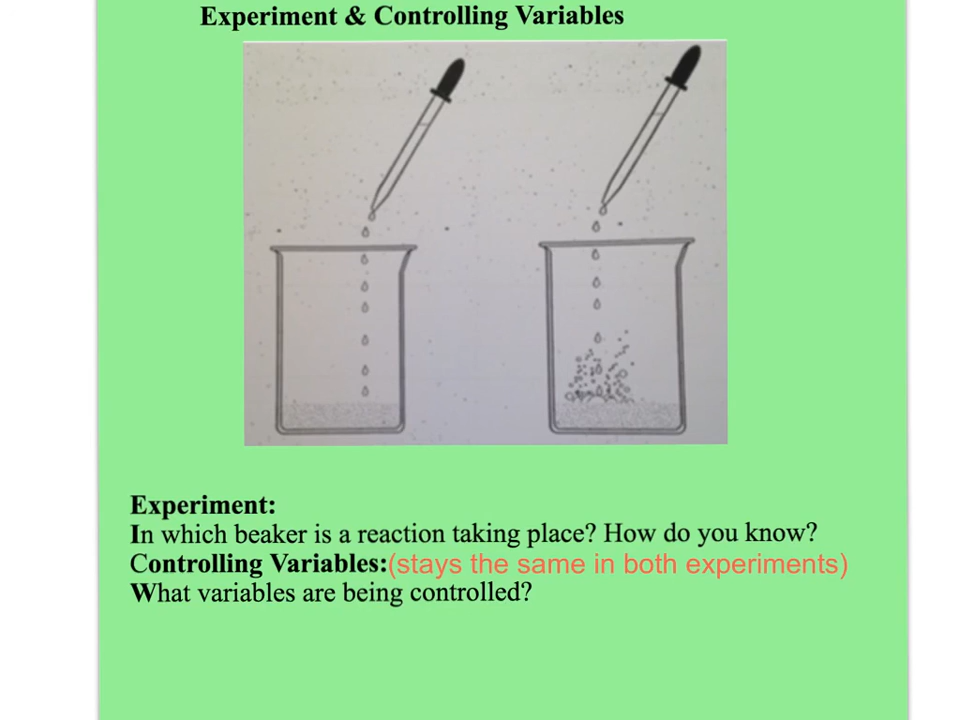 Experiment & Controlling Variables
Experiment:
In which beaker is a reaction taking place? How do you know?
Controlling Variables:(stays the same in both experiments)
What variables are being controlled?